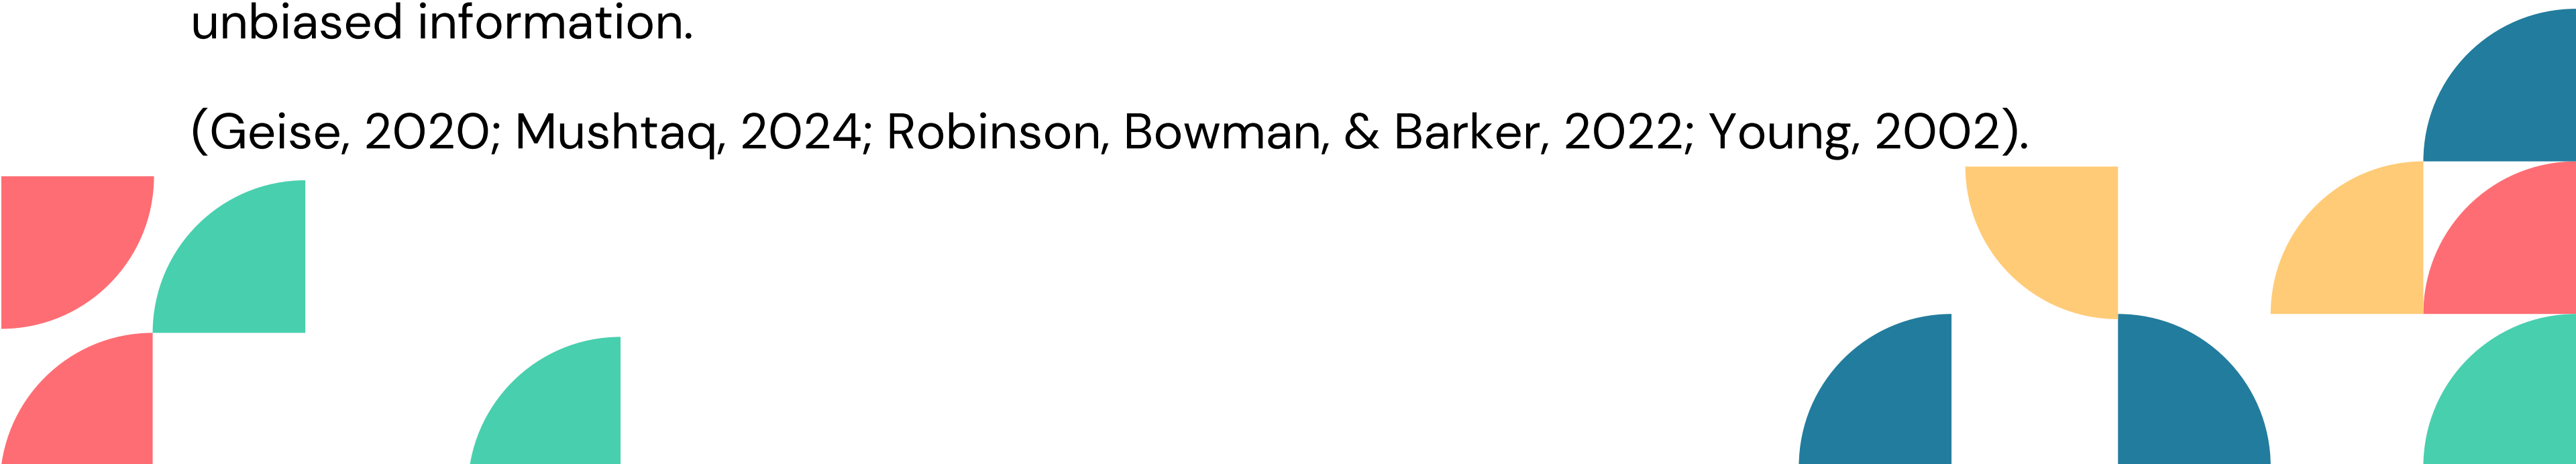 unbiased information.
(Geise, 2020; Mushtaq, 2024; Robinson, Bowman, & Barker, 2022; Young, 2002).